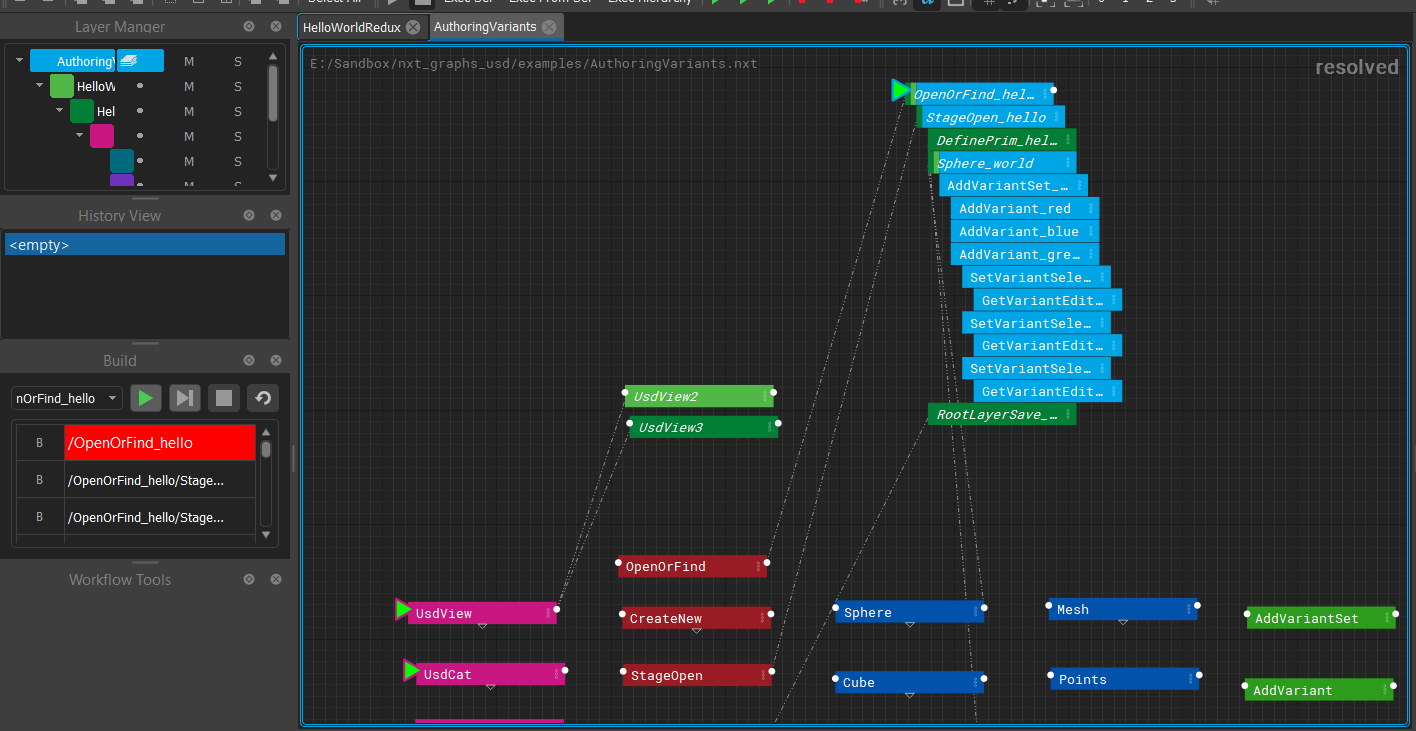 HelloWorldRedux
AuthoringVariants
Layer Manger
Authoring
M S
HelloW
M S
Hel
M S
M S
M S
M S
History View
<empty>
Build
nOrFind_hello
B /OpenOrFind_hello
B /OpenOrFind_hello/Stage...
B /OpenOrFind_hello/Stage...
Workflow Tools
E:/Sandbox/nxt_graphs_usd/examples/AuthoringVariants.nxt
resolved
OpenOrFind_hel...
StageOpen_hello
DefinePrim_hel...
Sphere_world
AddVariantSet_...
AddVariant_red
AddVariant_blue
AddVariant_gre...
SetVariantSele...
GetVariantEdit...
SetVariantSele...
GetVariantEdit...
SetVariantSele...
GetVariantEdit...
RootLayerSave_...
UsdView2
UsdView3
OpenOrFind
UsdView
CreateNew
Sphere
Mesh
AddVariantSet
UsdCat
StageOpen
Cube
Points
AddVariant